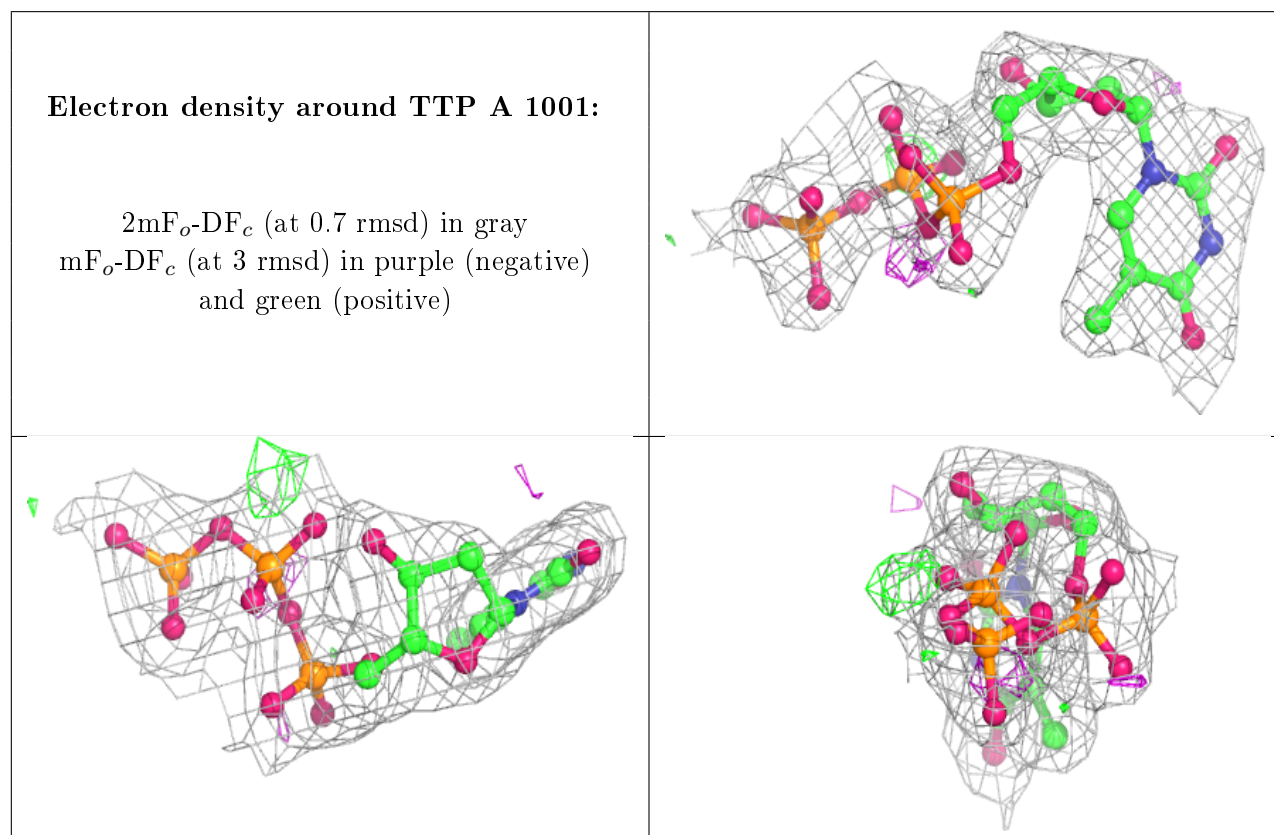 Electron density around TTP A 1001:
2mFₒ-DF𝒸 (at 0.7 rmsd) in gray
mFₒ-DF𝒸 (at 3 rmsd) in purple (negative)
and green (positive)